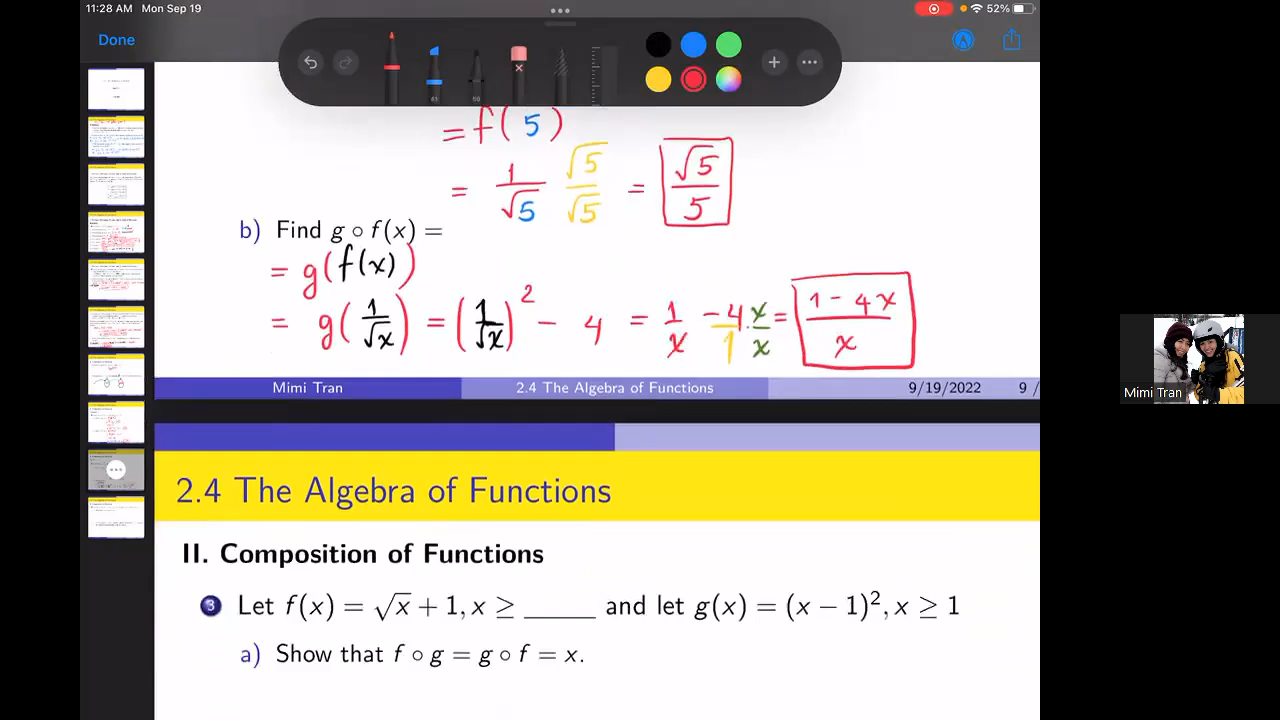 11:28 AM Mon Sep 19
52%
Done
61
50
= f( 5 )
= 1/√5 √5/√5 = √5/5
b) Find g ∘ f(x) =
= g( f(x) )
= g( 1/√x ) = ( 1/√x )² − 4 = 1/x − 4/1 · x/x = (1 − 4x)/x
Mimi Tran 2.4 The Algebra of Functions 9/19/2022 9 /
Mimi Tran
2.4 The Algebra of Functions
II. Composition of Functions
3 Let f(x) = √x + 1, x ≥ _____ and let g(x) = (x − 1)², x ≥ 1
a) Show that f ∘ g = g ∘ f = x.